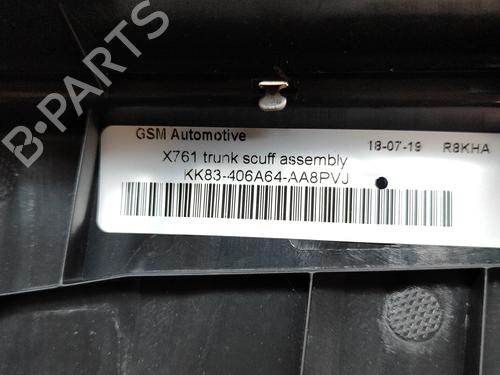 GSM Automotive 18-07-19 R8KHA
X761 trunk scuff assembly
KK83-406A64-AA8PVJ
B-PARTS